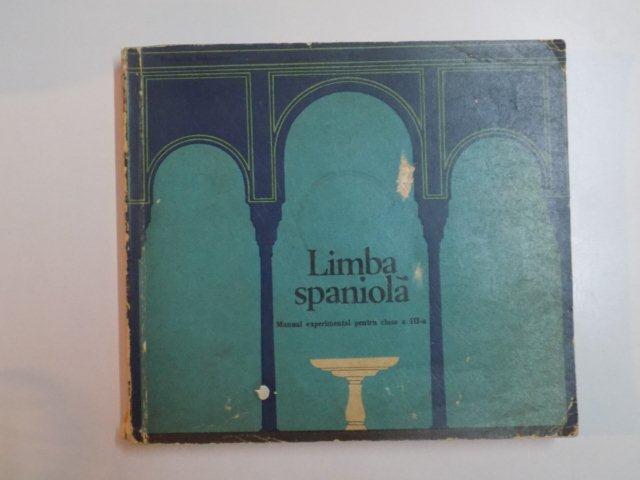 Limba
spaniolă
Manual experimental pentru clasa a III-a